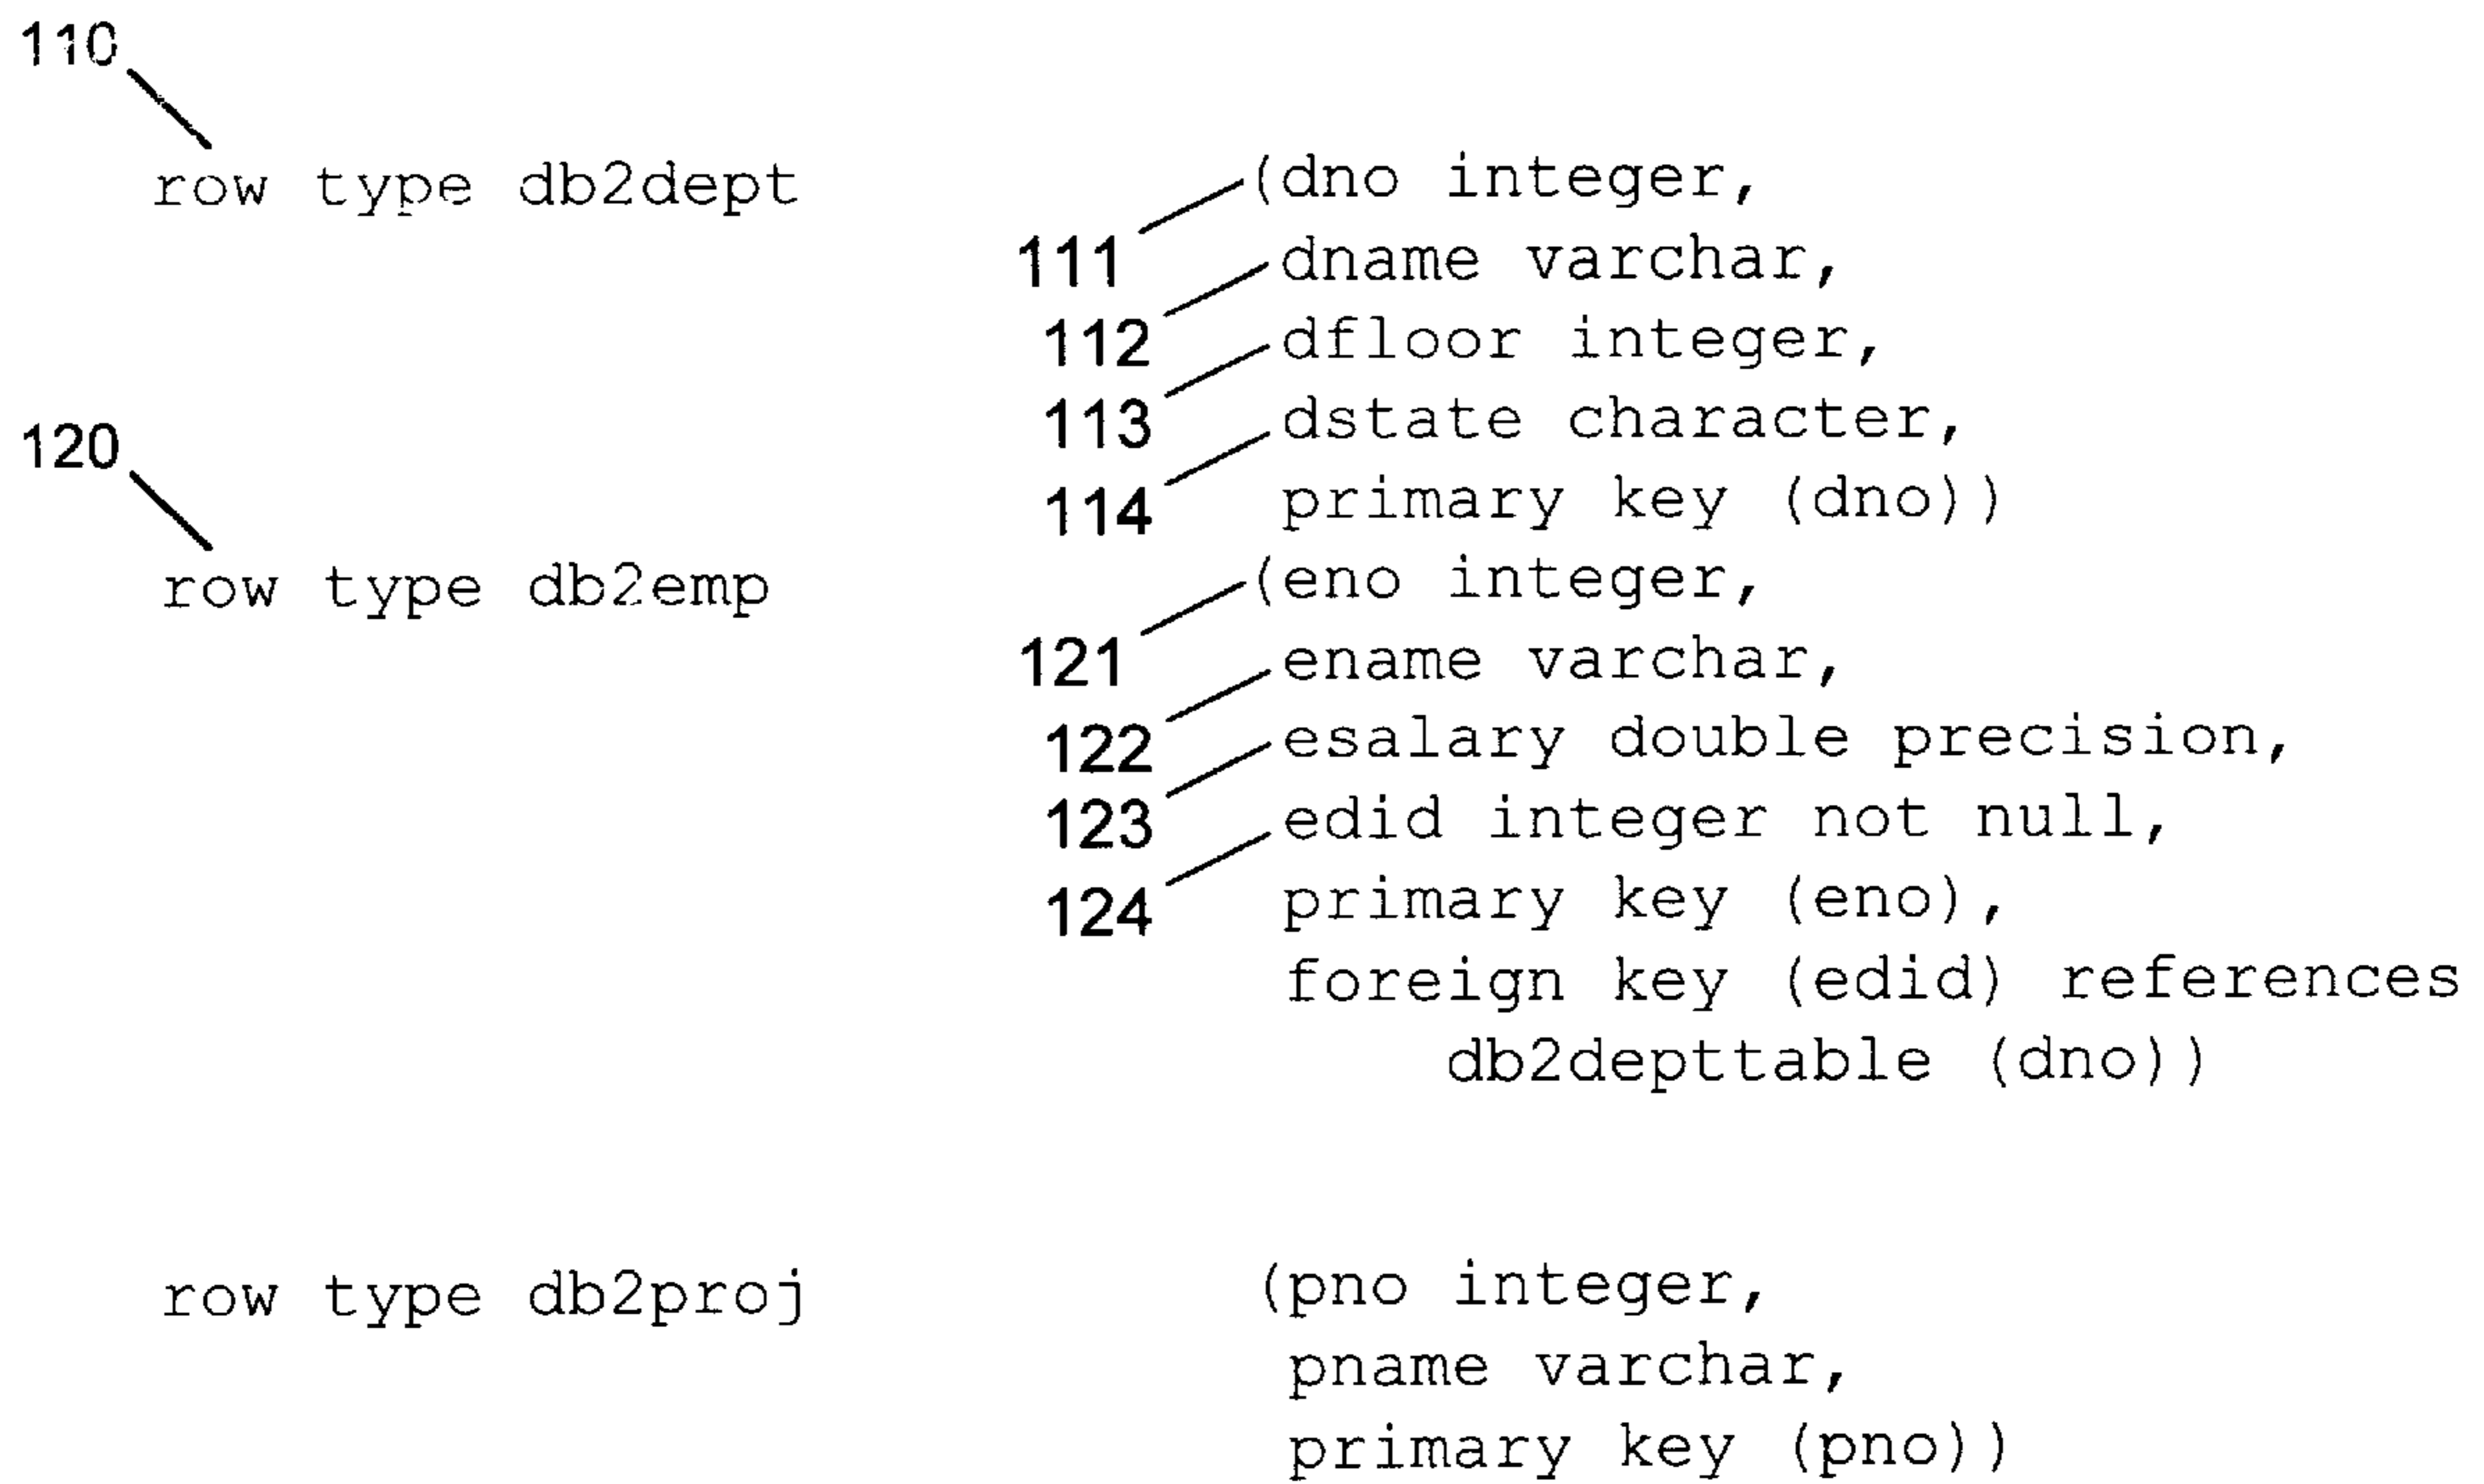 110
row type db2dept (dno integer,
111 dname varchar,
112 dfloor integer,
113 dstate character,
114 primary key (dno))
120
row type db2emp (eno integer,
121 ename varchar,
122 esalary double precision,
123 edid integer not null,
124 primary key (eno),
foreign key (edid) references
db2depttable (dno))
row type db2proj (pno integer,
pname varchar,
primary key (pno))